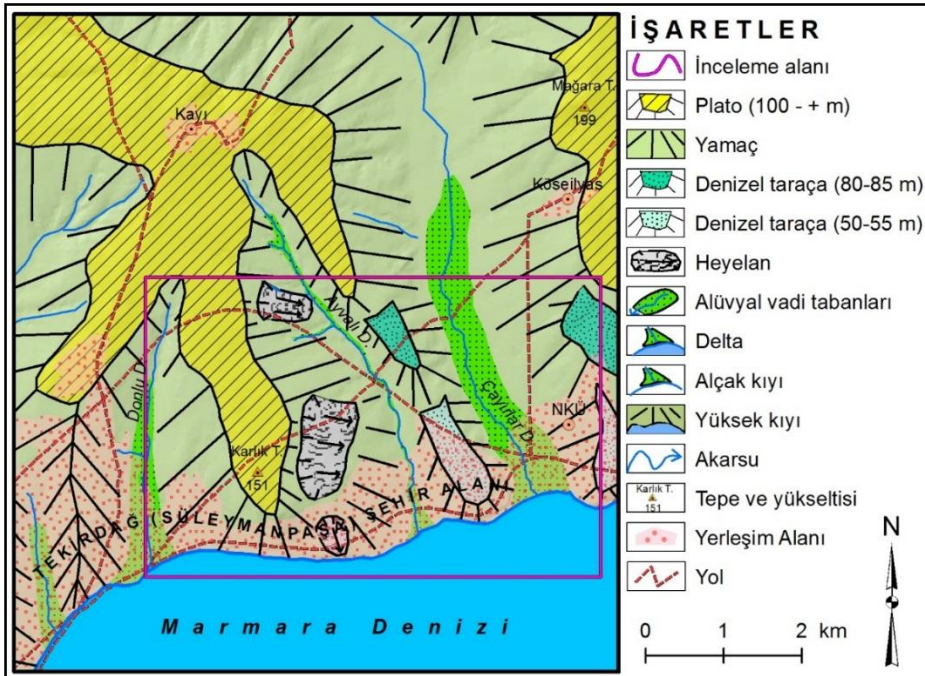 Mağara T.
199
Kayı
Köseilyas
Ayvalı D.
Donlu D.
Çayırlar D.
NKÜ
Karlık T.
151
TEKİRDAĞ (SÜLEYMANPAŞA) ŞEHİR ALANI
Marmara Denizi
İŞARETLER
İnceleme alanı
Plato (100 - + m)
Yamaç
Denizel taraça (80-85 m)
Denizel taraça (50-55 m)
Heyelan
Alüvyal vadi tabanları
Delta
Alçak kıyı
Yüksek kıyı
Akarsu
Karlık T.
151
Tepe ve yükseltisi
Yerleşim Alanı
Yol
N
0 1 2 km